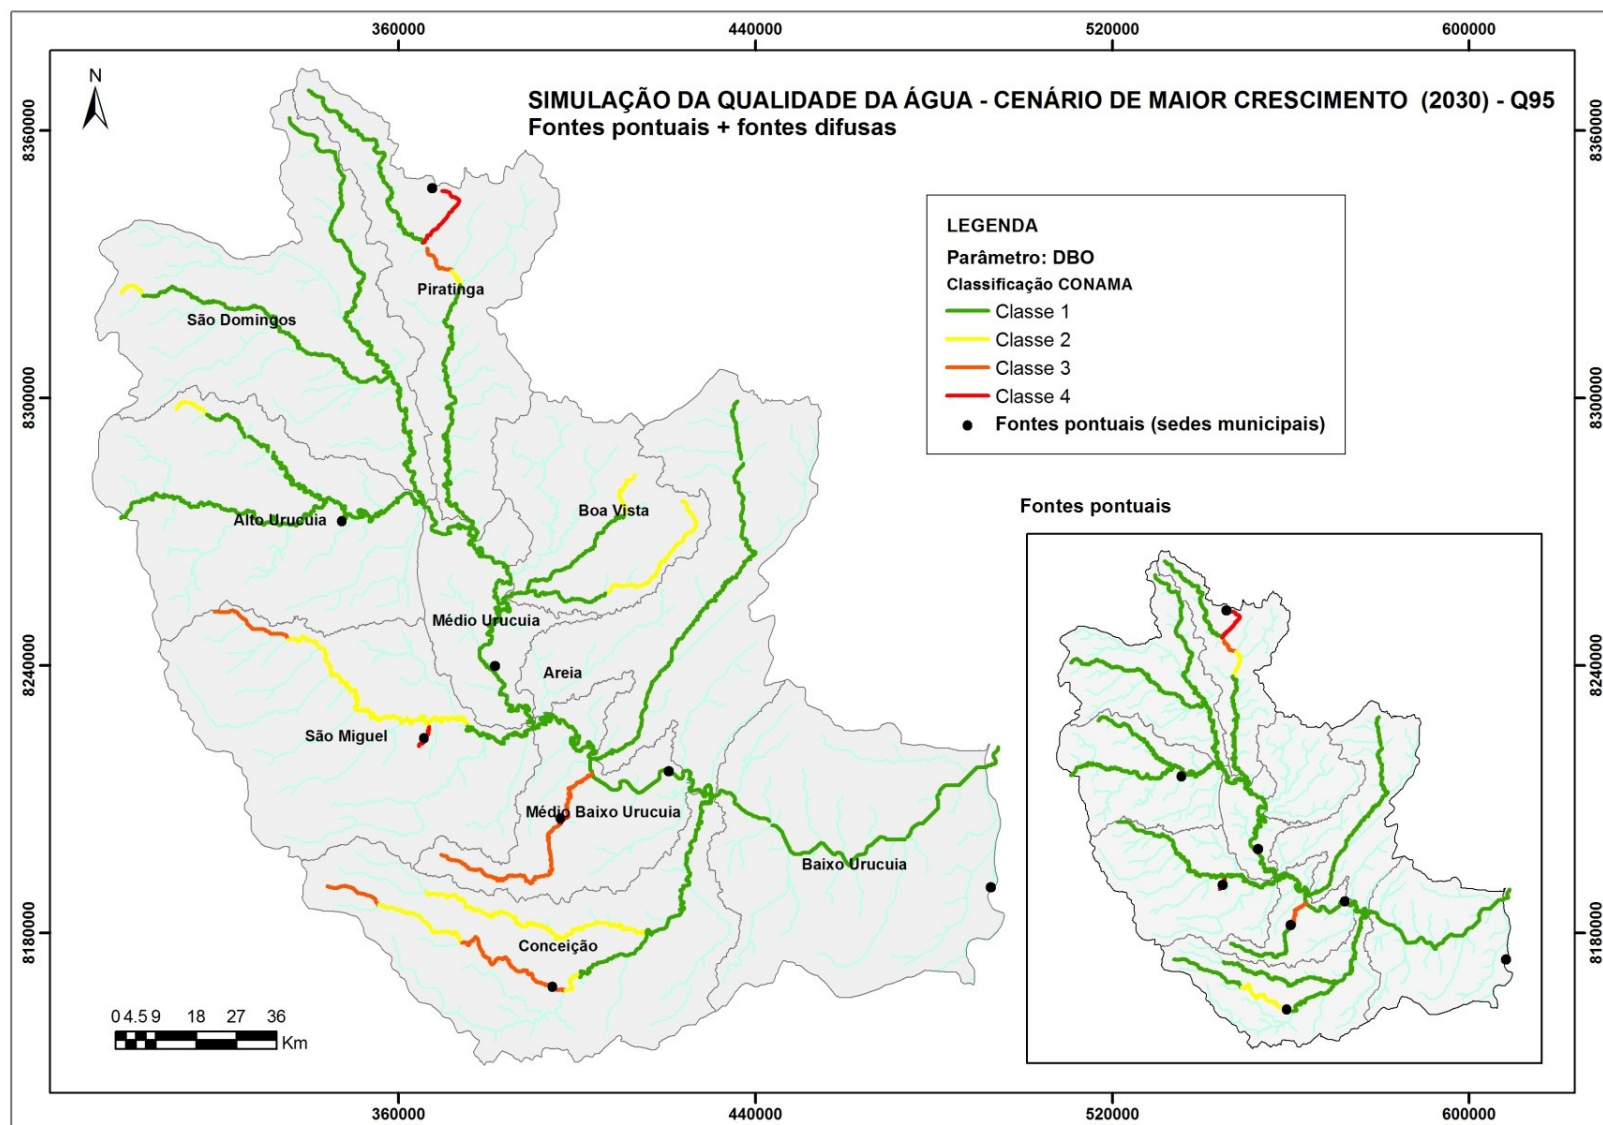 360000
440000
520000
600000
N
SIMULAÇÃO DA QUALIDADE DA ÁGUA - CENÁRIO DE MAIOR CRESCIMENTO (2030) - Q95
Fontes pontuais + fontes difusas
8360000
8360000
LEGENDA
Parâmetro: DBO
Classificação CONAMA
Classe 1
Classe 2
Classe 3
Classe 4
Fontes pontuais (sedes municipais)
Piratinga
São Domingos
8300000
8300000
Fontes pontuais
Boa Vista
Alto Urucuia
Médio Urucuia
Areia
8240000
8240000
São Miguel
Médio Baixo Urucuia
Baixo Urucuia
Conceição
8180000
8180000
0 4.5 9 18 27 36
Km
360000
440000
520000
600000